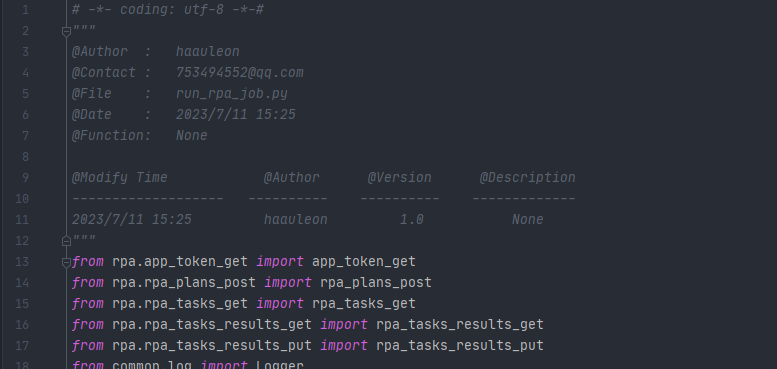 1 # -*- coding: utf-8 -*-#
2 """
3 @Author  :   haauleon
4 @Contact :   753494552@qq.com
5 @File    :   run_rpa_job.py
6 @Date    :   2023/7/11 15:25
7 @Function:   None
8
9 @Modify Time            @Author      @Version      @Description
10 -------------------   ----------    ----------    -------------
11 2023/7/11 15:25         haauleon         1.0           None
12 """
13 from rpa.app_token_get import app_token_get
14 from rpa.rpa_plans_post import rpa_plans_post
15 from rpa.rpa_tasks_get import rpa_tasks_get
16 from rpa.rpa_tasks_results_get import rpa_tasks_results_get
17 from rpa.rpa_tasks_results_put import rpa_tasks_results_put
18 from common.log import Logger